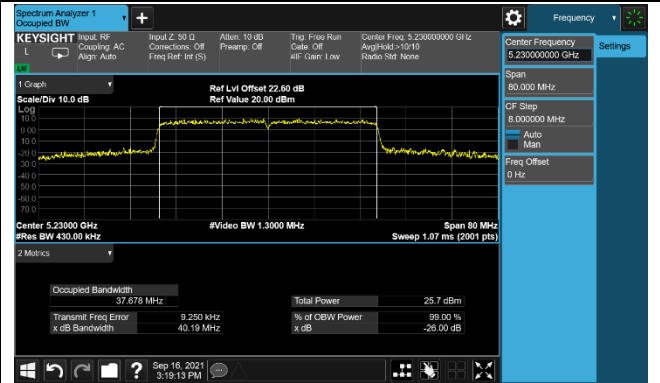 Spectrum Analyzer 1
Occupied BW
+
Frequency
KEYSIGHT
L
Input: RF
Coupling: AC
Align: Auto
Input Z: 50 Ω
Corrections: Off
Freq Ref: Int (S)
Atten: 10 dB
Preamp: Off
Trig: Free Run
Gate: Off
#IF Gain: Low
Center Freq: 5.230000000 GHz
Avg|Hold:>10/10
Radio Std: None
Center Frequency
5.230000000 GHz
Settings
Span
80.000 MHz
CF Step
8.000000 MHz
Auto
Man
Freq Offset
0 Hz
1 Graph
Scale/Div 10.0 dB
Ref Lvl Offset 22.60 dB
Ref Value 20.00 dBm
Log
10.0
0.00
-10.0
-20.0
-30.0
-40.0
-50.0
-60.0
-70.0
Center 5.23000 GHz
#Res BW 430.00 kHz
#Video BW 1.3000 MHz
Span 80 MHz
Sweep 1.07 ms (2001 pts)
2 Metrics
Occupied Bandwidth
37.678 MHz
Total Power 25.7 dBm
Transmit Freq Error 9.250 kHz
% of OBW Power 99.00 %
x dB Bandwidth 40.19 MHz
x dB -26.00 dB
?
Sep 16, 2021
3:19:13 PM